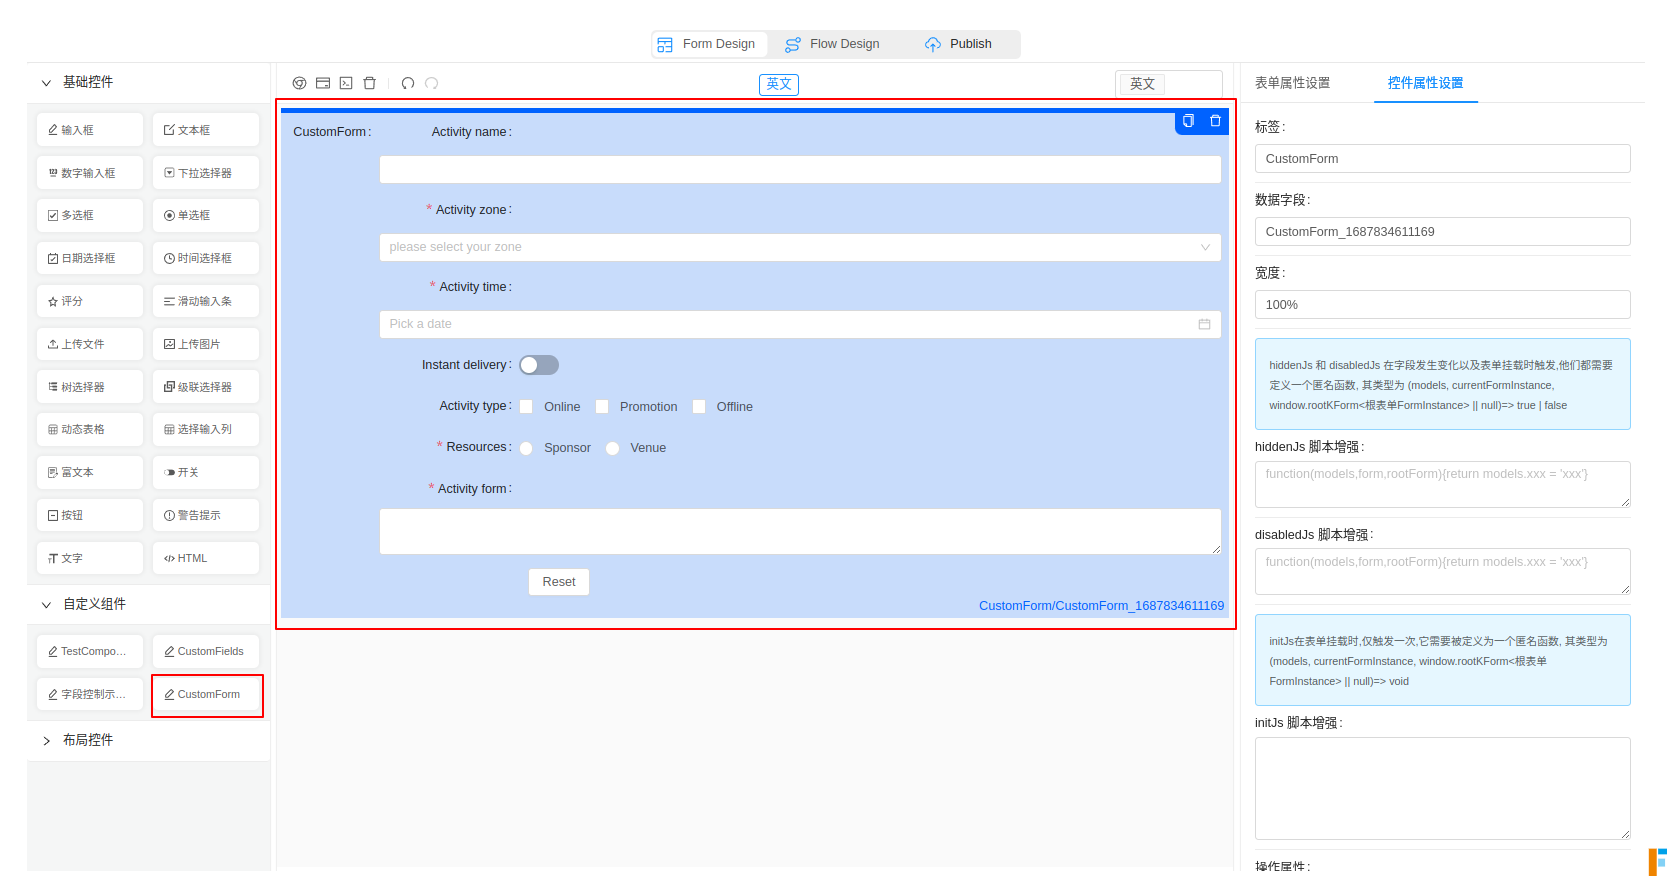 Form Design Flow Design Publish
基础控件
英文
英文
表单属性设置 控件属性设置
输入框 文本框
数字输入框 下拉选择器
多选框 单选框
日期选择框 时间选择框
评分 滑动输入条
上传文件 上传图片
树选择器 级联选择器
动态表格 选择输入列
富文本 开关
按钮 警告提示
文字 HTML
自定义组件
TestCompo... CustomFields
字段控制示... CustomForm
布局控件
CustomForm: Activity name:
* Activity zone:
please select your zone
* Activity time:
Pick a date
Instant delivery:
Activity type: Online Promotion Offline
* Resources: Sponsor Venue
* Activity form:
Reset
CustomForm/CustomForm_1687834611169
标签:
CustomForm
数据字段:
CustomForm_1687834611169
宽度:
100%
hiddenJs 和 disabledJs 在字段发生变化以及表单挂载时触发,他们都需要
定义一个匿名函数, 其类型为 (models, currentFormInstance,
window.rootKForm<根表单FormInstance> || null)=> true | false
hiddenJs 脚本增强:
function(models,form,rootForm){return models.xxx = 'xxx'}
disabledJs 脚本增强:
function(models,form,rootForm){return models.xxx = 'xxx'}
initJs在表单挂载时,仅触发一次,它需要被定义为一个匿名函数, 其类型为
(models, currentFormInstance, window.rootKForm<根表单
FormInstance> || null)=> void
initJs 脚本增强:
操作属性: